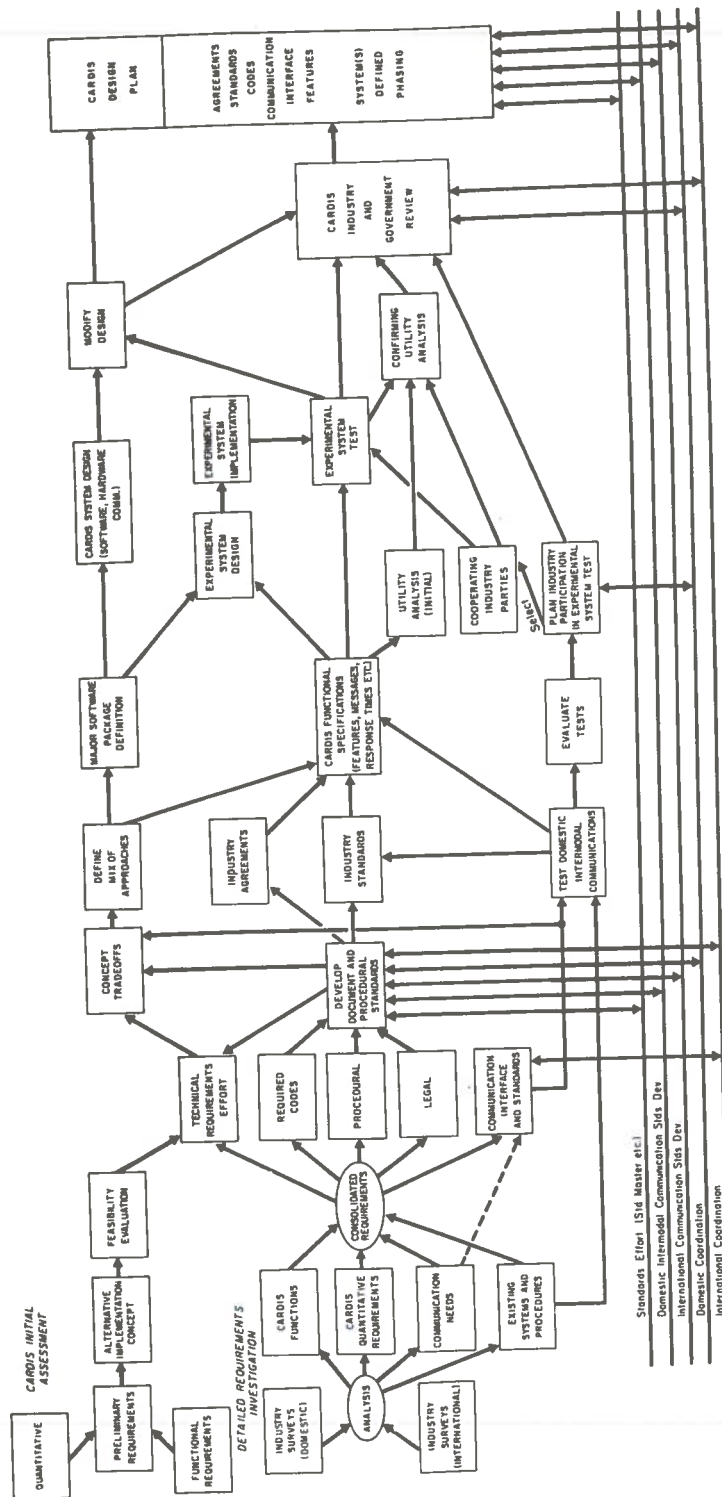 CARDIS INITIAL
ASSESSMENT
QUANTITATIVE
PRELIMINARY
REQUIREMENTS
FUNCTIONAL
REQUIREMENTS
ALTERNATIVE
IMPLEMENTATION
CONCEPT
FEASIBILITY
EVALUATION
DETAILED REQUIREMENTS
INVESTIGATION
INDUSTRY
SURVEYS
(DOMESTIC)
ANALYSIS
INDUSTRY
SURVEYS
(INTERNATIONAL)
CARDIS
FUNCTIONS
CARDIS
QUANTITATIVE
REQUIREMENTS
COMMUNICATION
NEEDS
EXISTING
SYSTEMS AND
PROCEDURES
CONSOLIDATED
REQUIREMENTS
TECHNICAL
REQUIREMENTS
EFFORT
REQUIRED
CODES
PROCEDURAL
LEGAL
COMMUNICATION
INTERFACE
AND STANDARDS
CONCEPT
TRADEOFFS
DEVELOP
DOCUMENT AND
PROCEDURAL
STANDARDS
DEFINE
MIX OF
APPROACHES
INDUSTRY
AGREEMENTS
INDUSTRY
STANDARDS
TEST DOMESTIC
INTERMODAL
COMMUNICATIONS
MAJOR SOFTWARE
PACKAGE
DEFINITION
CARDIS FUNCTIONAL
SPECIFICATIONS
(FEATURES, MESSAGES,
RESPONSE TIMES ETC.)
EVALUATE
TESTS
CARDIS SYSTEM DESIGN
(SOFTWARE, HARDWARE
COMM.)
EXPERIMENTAL
SYSTEM
DESIGN
EXPERIMENTAL
SYSTEM
IMPLEMENTATION
UTILITY
ANALYSIS
(INITIAL)
COOPERATING
INDUSTRY
PARTIES
Select
PLAN INDUSTRY
PARTICIPATION
IN EXPERIMENTAL
SYSTEM TEST
EXPERIMENTAL
SYSTEM
TEST
MODIFY
DESIGN
CONFIRMING
UTILITY
ANALYSIS
CARDIS
INDUSTRY
AND
GOVERNMENT
REVIEW
CARDIS
DESIGN
PLAN
AGREEMENTS
STANDARDS
CODES
COMMUNICATION
INTERFACE
FEATURES
SYSTEM(S)
DEFINED
PHASING
Standards Effort (Std Master etc.)
Domestic Intermodal Communication Stds Dev
International Communication Stds Dev
Domestic Coordination
International Coordination